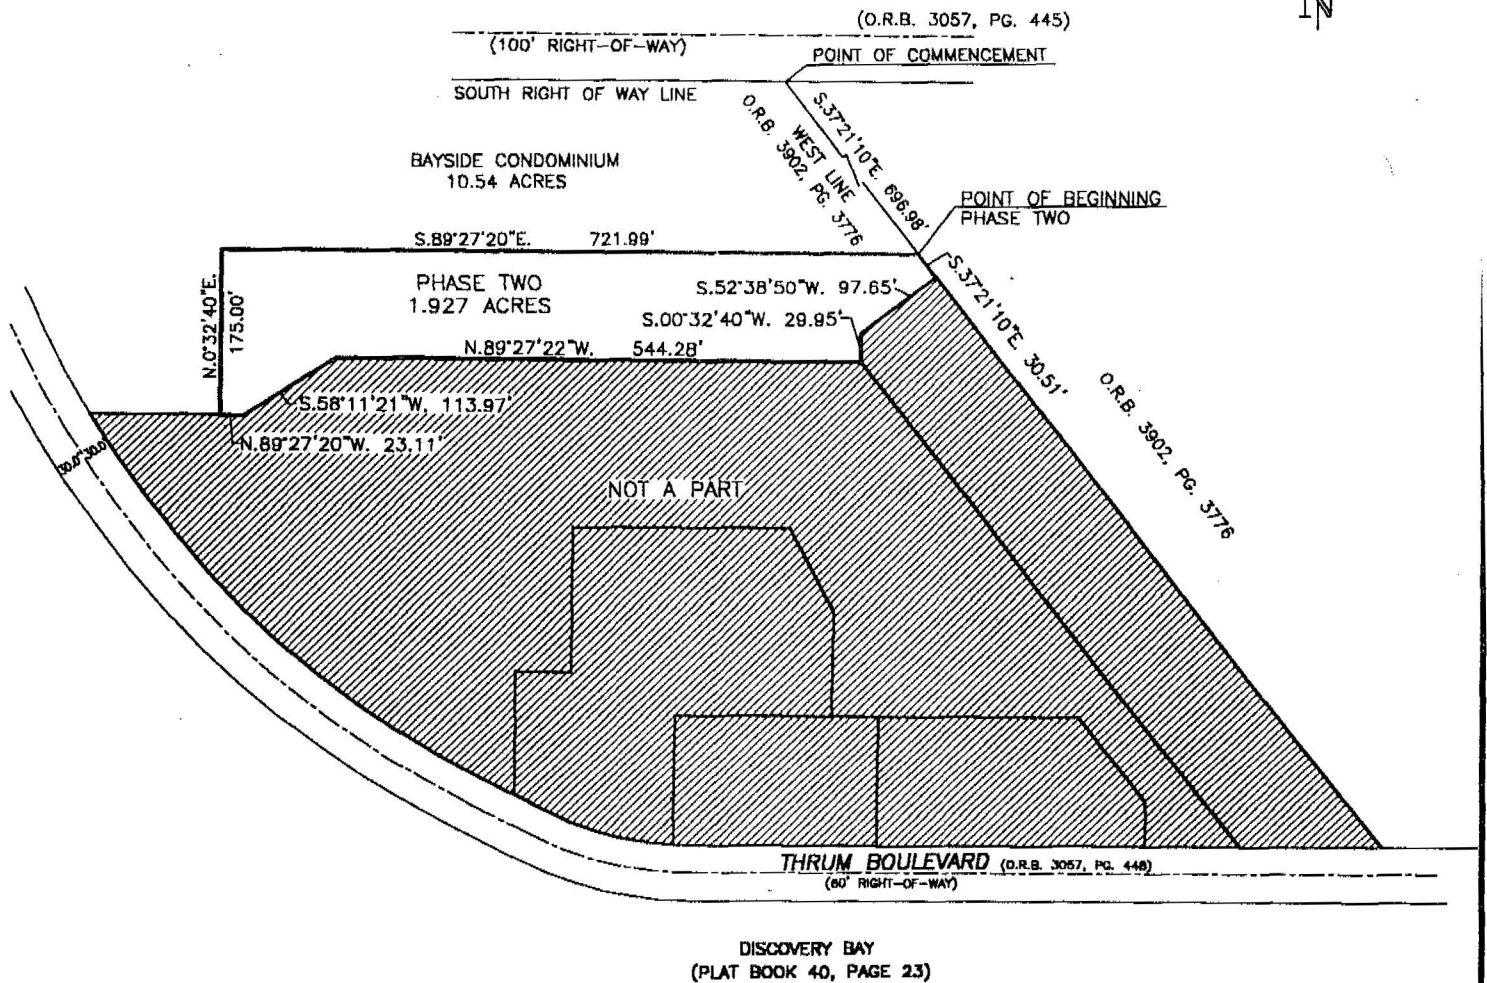 N
(O.R.B. 3057, PG. 445)
(100' RIGHT-OF-WAY)
POINT OF COMMENCEMENT
SOUTH RIGHT OF WAY LINE
S.37°21'10"E. 696.98'
WEST LINE
O.R.B. 3902, PG. 3776
BAYSIDE CONDOMINIUM
10.54 ACRES
POINT OF BEGINNING
PHASE TWO
S.89°27'20"E. 721.99'
N.0°32'40"E.
175.00'
PHASE TWO
1.927 ACRES
S.52°38'50"W. 97.65'
S.00°32'40"W. 29.95'
S.37°21'10"E. 30.51'
N.89°27'22"W. 544.28'
O.R.B. 3902, PG. 3776
S.58°11'21"W. 113.97'
N.89°27'20"W. 23.11'
30.0' 30.0'
NOT A PART
THRUM BOULEVARD (O.R.B. 3057, PG. 448)
(60' RIGHT-OF-WAY)
DISCOVERY BAY
(PLAT BOOK 40, PAGE 23)